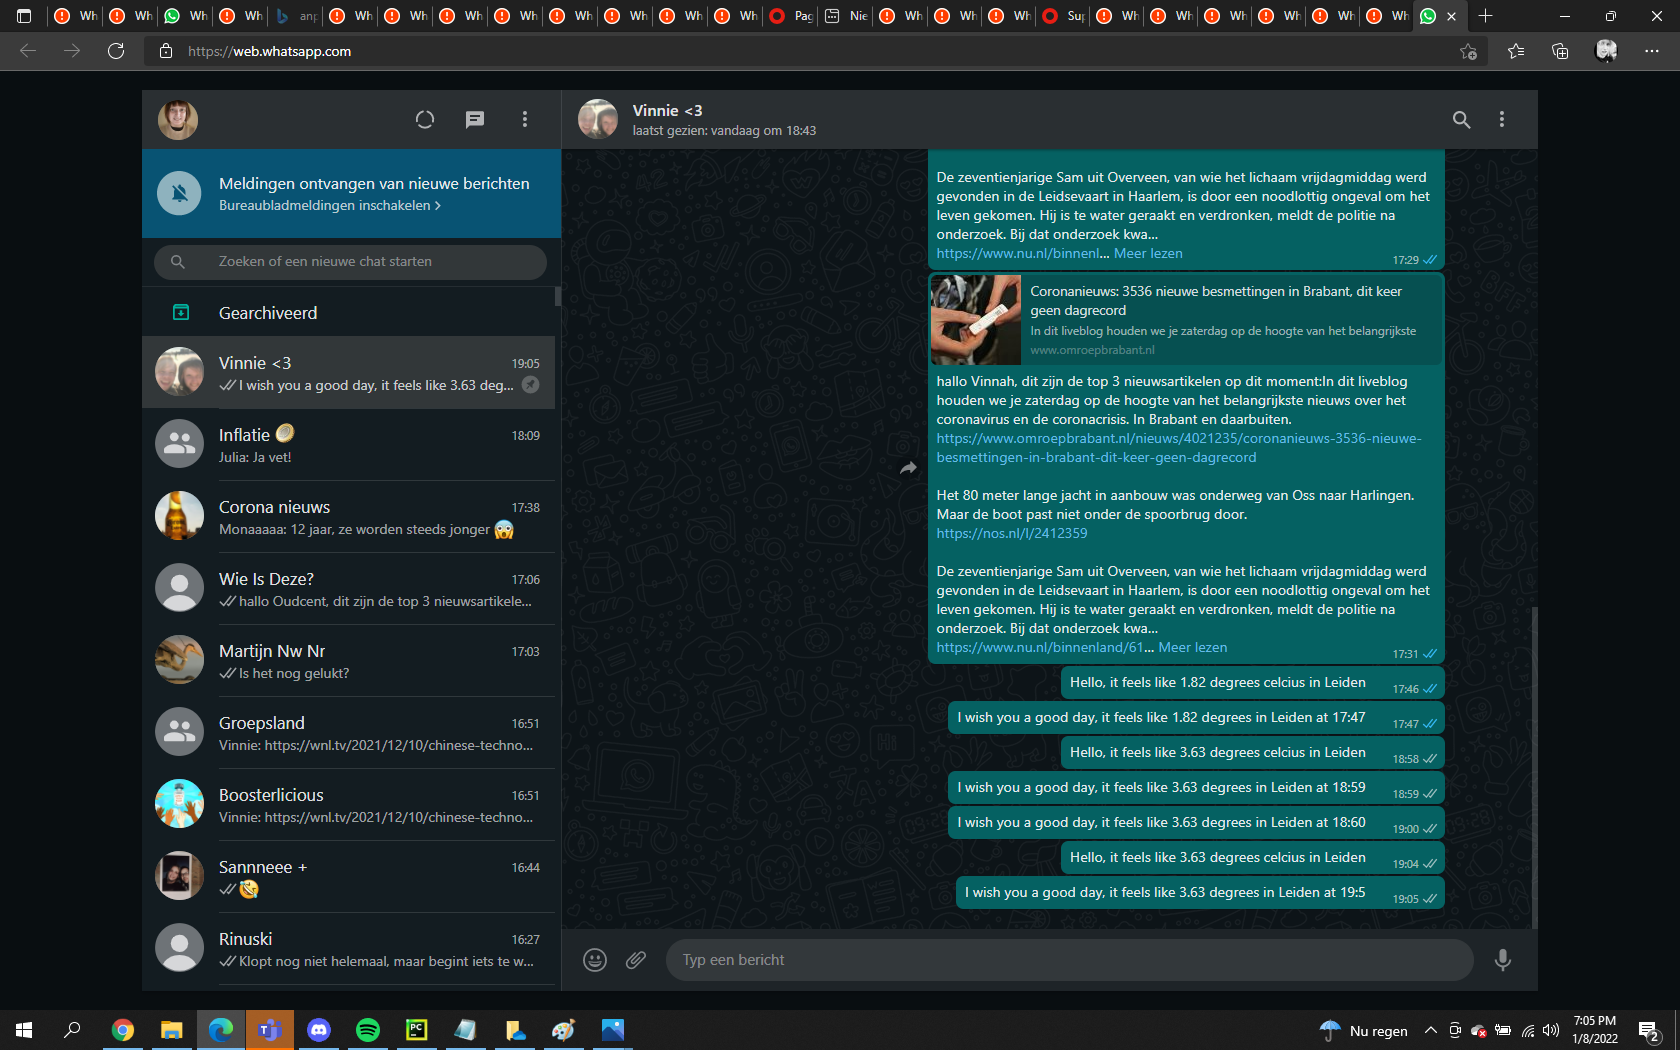 Wh
Wh
Wh
Wh
anp
Wh
Wh
Wh
Wh
Wh
Wh
Wh
Wh
Pag
Nie
Wh
Wh
Wh
Sup
Wh
Wh
Wh
Wh
Wh
Wh
https://web.whatsapp.com
Meldingen ontvangen van nieuwe berichten
Bureaubladmeldingen inschakelen >
Zoeken of een nieuwe chat starten
Gearchiveerd
Vinnie <3
19:05
I wish you a good day, it feels like 3.63 deg...
Inflatie
18:09
Julia: Ja vet!
Corona nieuws
17:38
Monaaaaa: 12 jaar, ze worden steeds jonger 😱
Wie Is Deze?
17:06
hallo Oudcent, dit zijn de top 3 nieuwsartikele...
Martijn Nw Nr
17:03
Is het nog gelukt?
Groepsland
16:51
Vinnie: https://wnl.tv/2021/12/10/chinese-techno...
Boosterlicious
16:51
Vinnie: https://wnl.tv/2021/12/10/chinese-techno...
Sannneee +
16:44
🤣
Rinuski
16:27
Klopt nog niet helemaal, maar begint iets te w...
Vinnie <3
laatst gezien: vandaag om 18:43
De zeventienjarige Sam uit Overveen, van wie het lichaam vrijdagmiddag werd
gevonden in de Leidsevaart in Haarlem, is door een noodlottig ongeval om het
leven gekomen. Hij is te water geraakt en verdronken, meldt de politie na
onderzoek. Bij dat onderzoek kwa...
https://www.nu.nl/binnenl... Meer lezen
17:29
Coronanieuws: 3536 nieuwe besmettingen in Brabant, dit keer
geen dagrecord
In dit liveblog houden we je zaterdag op de hoogte van het belangrijkste
www.omroepbrabant.nl
hallo Vinnah, dit zijn de top 3 nieuwsartikelen op dit moment:In dit liveblog
houden we je zaterdag op de hoogte van het belangrijkste nieuws over het
coronavirus en de coronacrisis. In Brabant en daarbuiten.
https://www.omroepbrabant.nl/nieuws/4021235/coronanieuws-3536-nieuwe-
besmettingen-in-brabant-dit-keer-geen-dagrecord
Het 80 meter lange jacht in aanbouw was onderweg van Oss naar Harlingen.
Maar de boot past niet onder de spoorbrug door.
https://nos.nl/l/2412359
De zeventienjarige Sam uit Overveen, van wie het lichaam vrijdagmiddag werd
gevonden in de Leidsevaart in Haarlem, is door een noodlottig ongeval om het
leven gekomen. Hij is te water geraakt en verdronken, meldt de politie na
onderzoek. Bij dat onderzoek kwa...
https://www.nu.nl/binnenland/61... Meer lezen
17:31
Hello, it feels like 1.82 degrees celcius in Leiden
17:46
I wish you a good day, it feels like 1.82 degrees in Leiden at 17:47
17:47
Hello, it feels like 3.63 degrees celcius in Leiden
18:58
I wish you a good day, it feels like 3.63 degrees in Leiden at 18:59
18:59
I wish you a good day, it feels like 3.63 degrees in Leiden at 18:60
19:00
Hello, it feels like 3.63 degrees celcius in Leiden
19:04
I wish you a good day, it feels like 3.63 degrees in Leiden at 19:5
19:05
Typ een bericht
PC
Nu regen
7:05 PM
1/8/2022
2